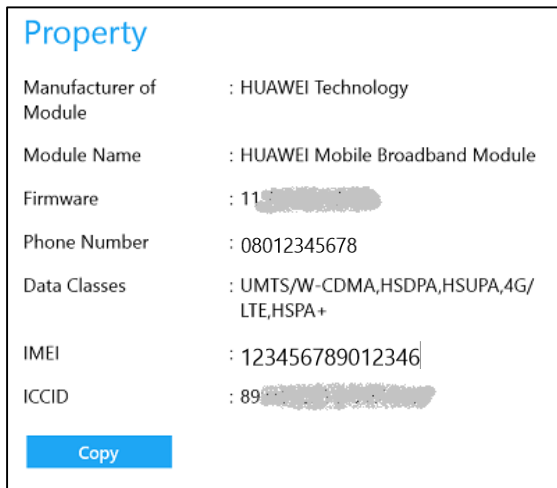 Property
Manufacturer of Module : HUAWEI Technology
Module Name : HUAWEI Mobile Broadband Module
Firmware : 11
Phone Number : 08012345678
Data Classes : UMTS/W-CDMA,HSDPA,HSUPA,4G/
LTE,HSPA+
IMEI : 123456789012346
ICCID : 89
Copy